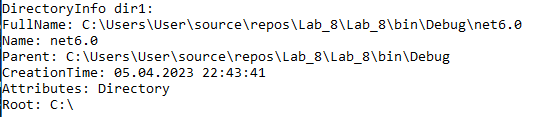 DirectoryInfo dir1:
FullName: C:\Users\User\source\repos\Lab_8\Lab_8\bin\Debug\net6.0
Name: net6.0
Parent: C:\Users\User\source\repos\Lab_8\Lab_8\bin\Debug
CreationTime: 05.04.2023 22:43:41
Attributes: Directory
Root: C:\